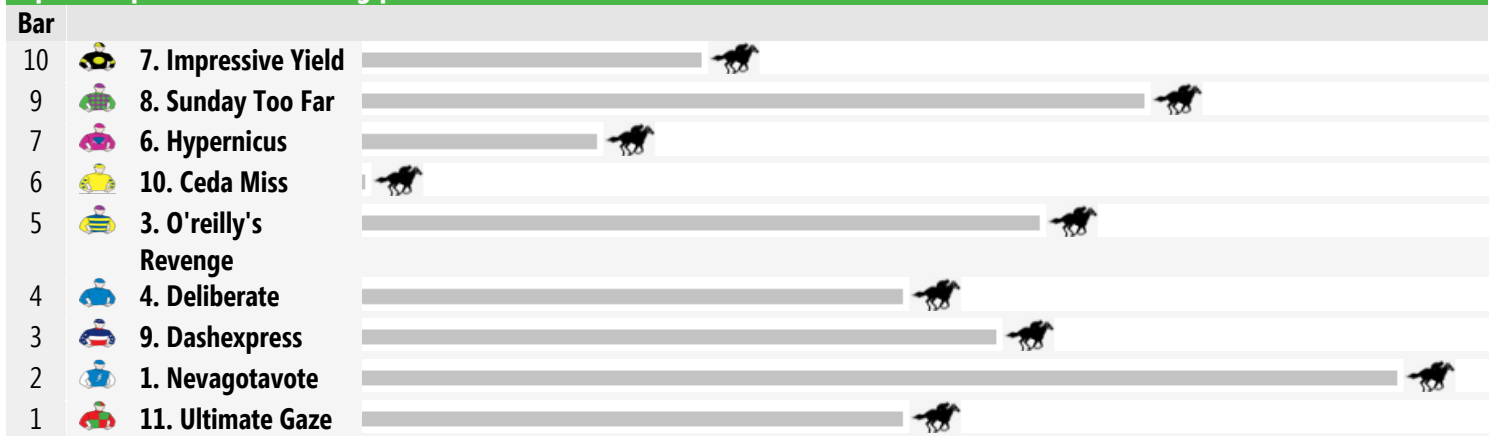 Bar
10 7. Impressive Yield
9 8. Sunday Too Far
7 6. Hypernicus
6 10. Ceda Miss
5 3. O'reilly's
Revenge
4 4. Deliberate
3 9. Dashexpress
2 1. Nevagotavote
1 11. Ultimate Gaze